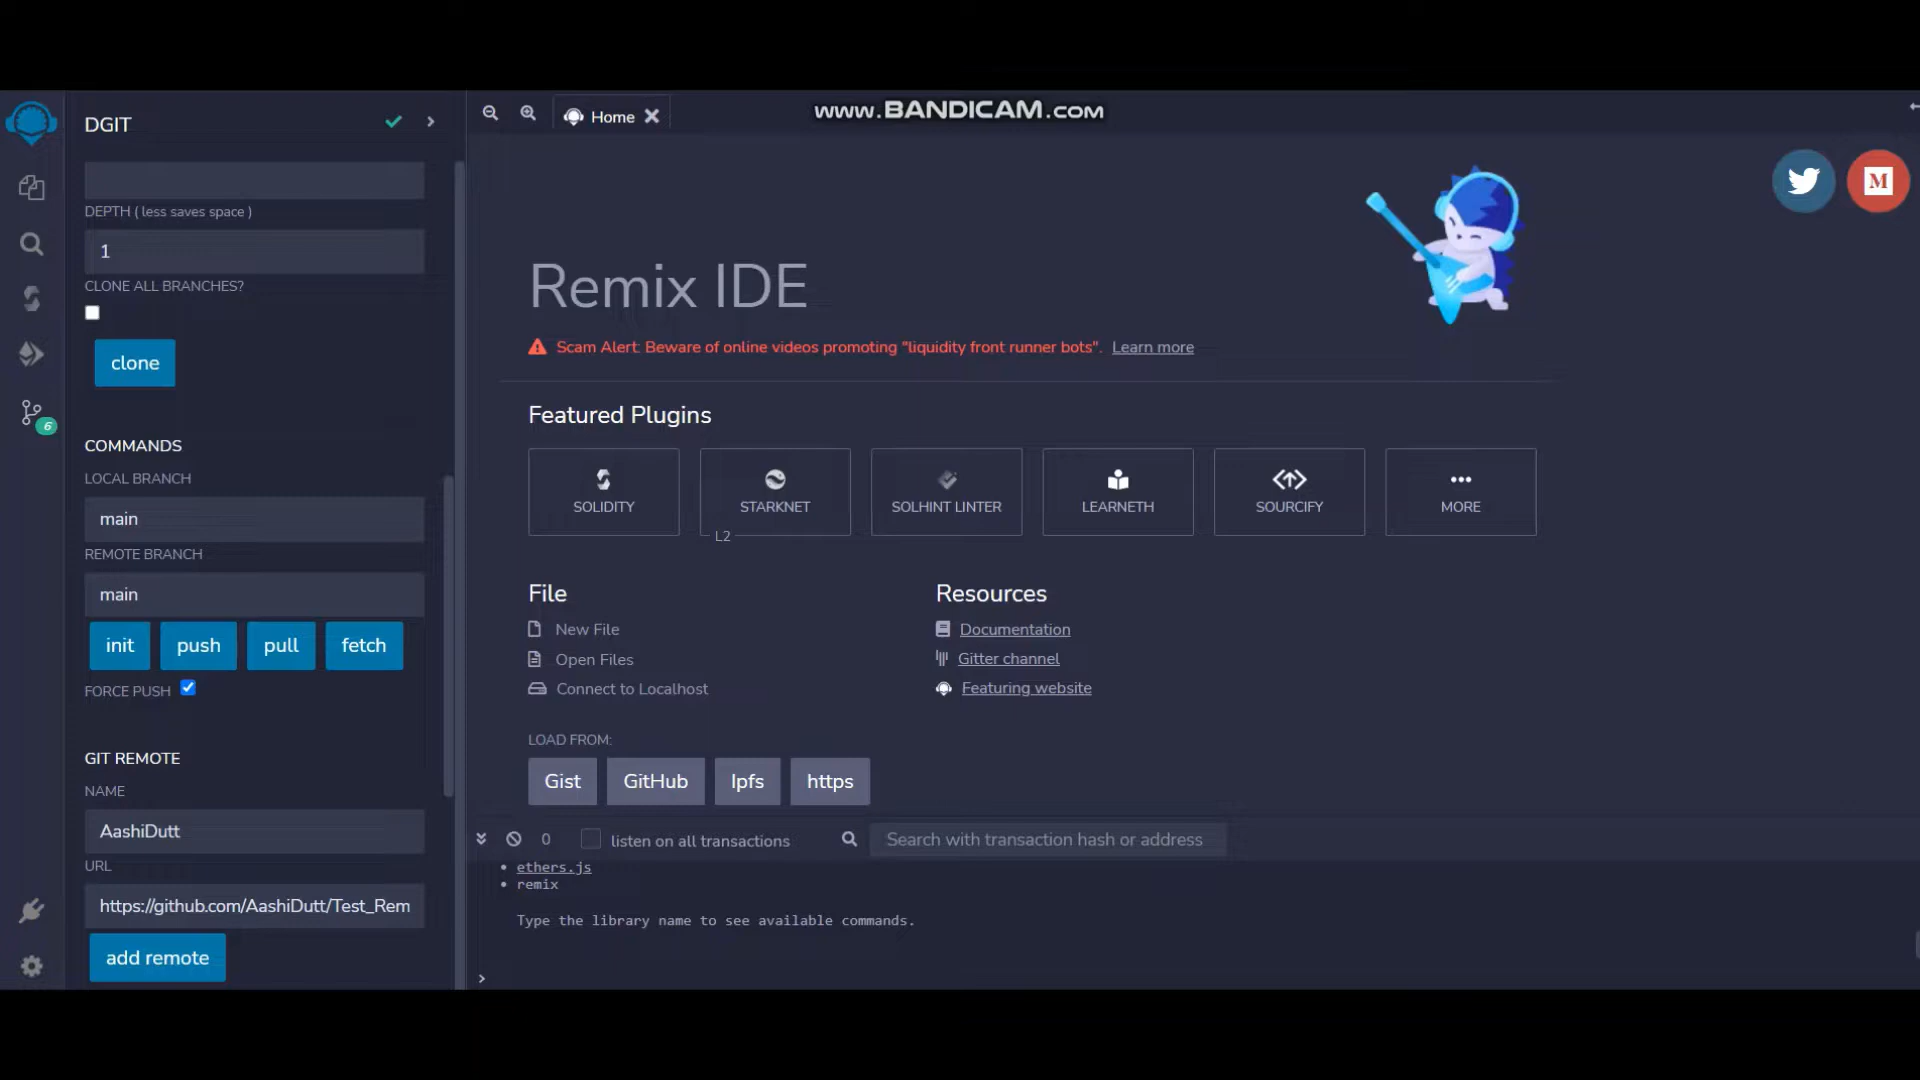 www.BANDICAM.com
DGIT
Home
DEPTH ( less saves space )
1
CLONE ALL BRANCHES?
clone
6
COMMANDS
LOCAL BRANCH
main
REMOTE BRANCH
main
init push pull fetch
FORCE PUSH
GIT REMOTE
NAME
AashiDutt
URL
https://github.com/AashiDutt/Test_Rem
add remote
Remix IDE
Scam Alert: Beware of online videos promoting "liquidity front runner bots". Learn more
Featured Plugins
SOLIDITY STARKNET SOLHINT LINTER LEARNETH SOURCIFY MORE
L2
File
New File
Open Files
Connect to Localhost
Resources
Documentation
Gitter channel
Featuring website
LOAD FROM:
Gist GitHub Ipfs https
0 listen on all transactions Search with transaction hash or address
• ethers.js
• remix
Type the library name to see available commands.
>
M